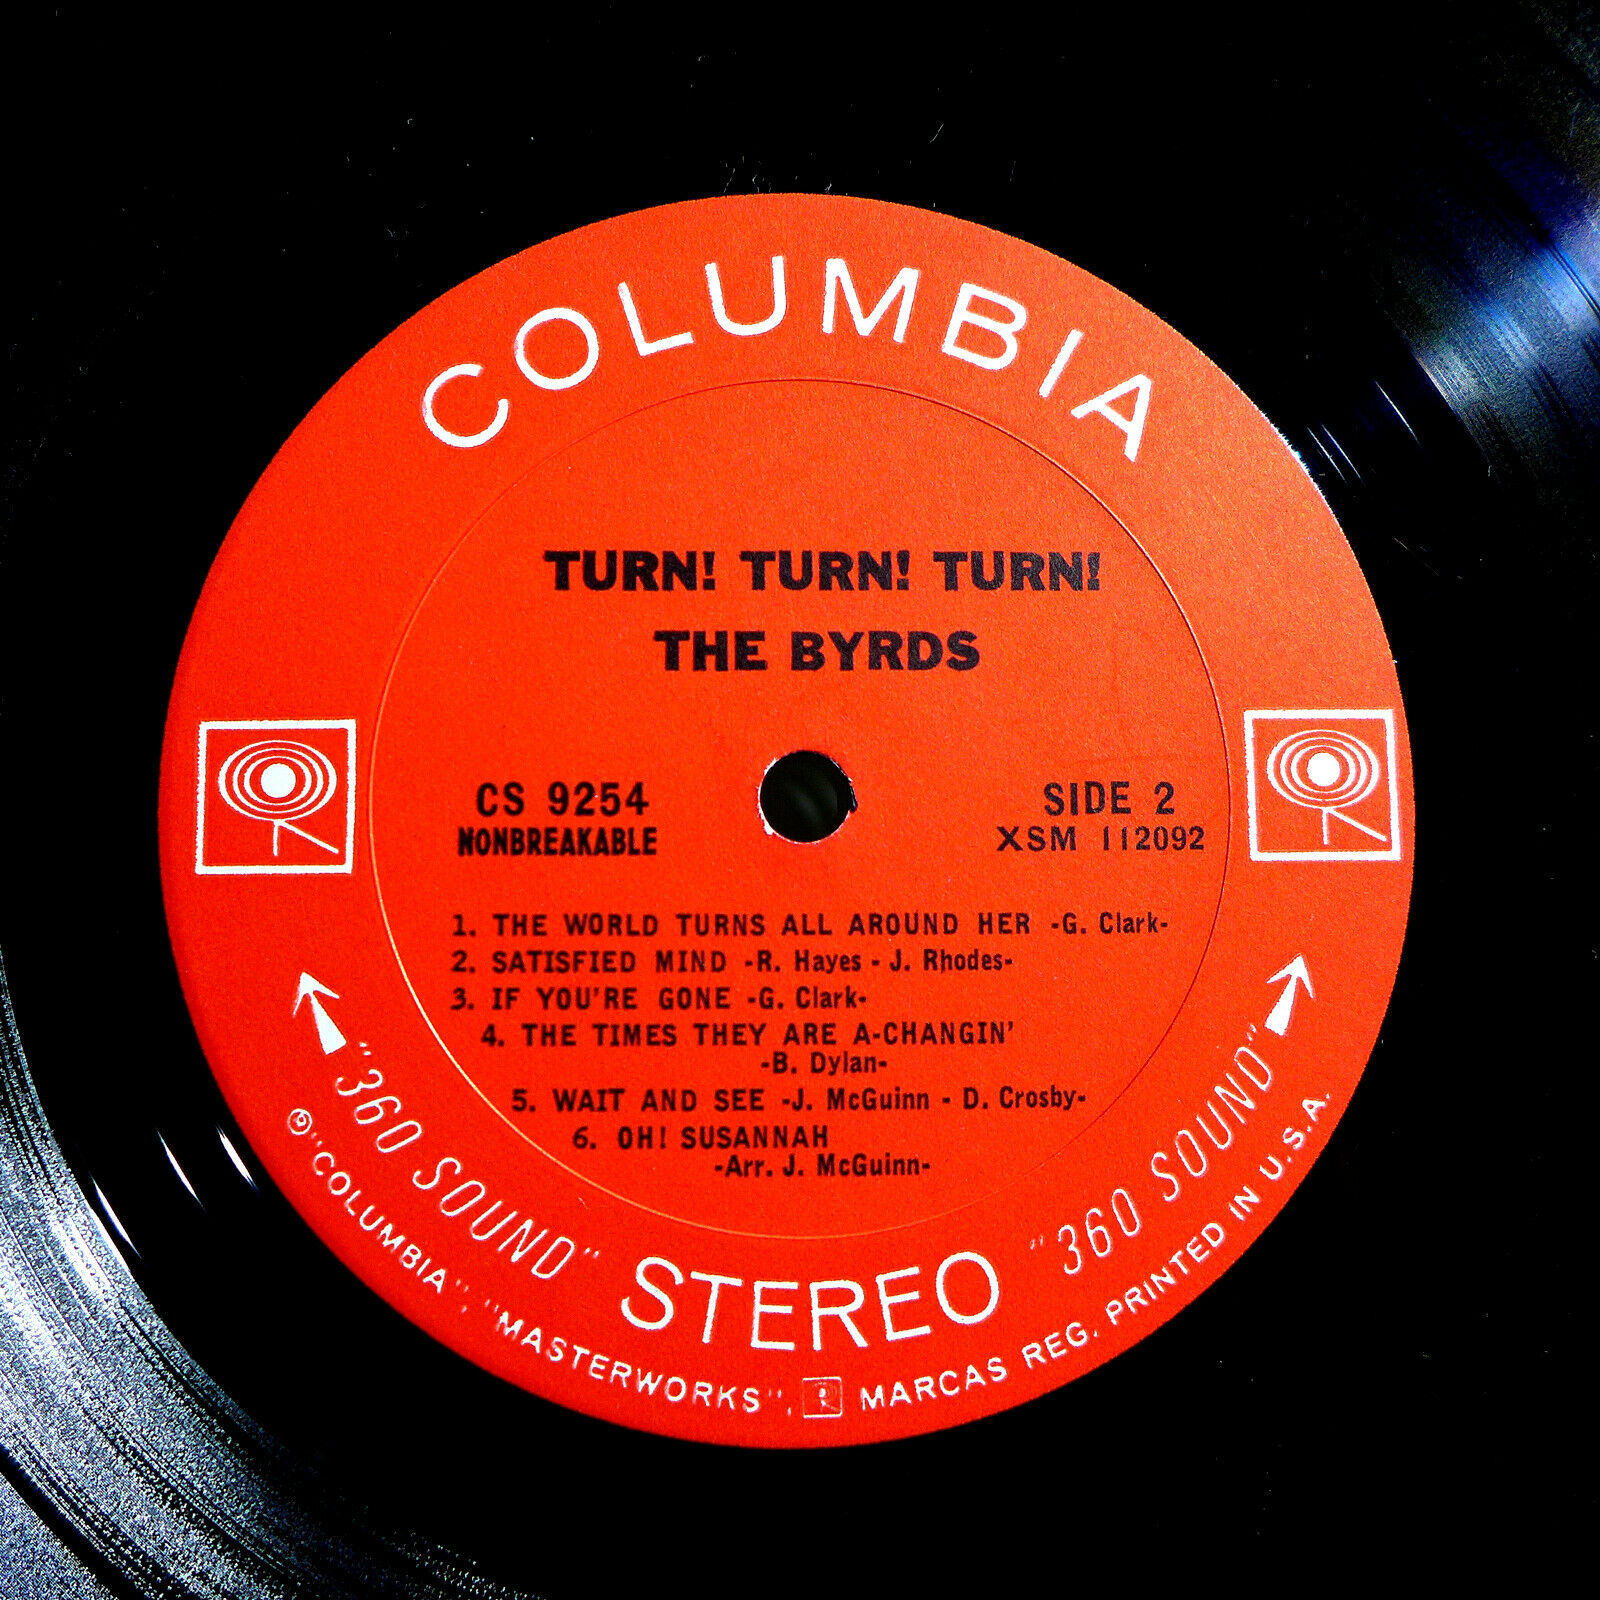 COLUMBIA
TURN! TURN! TURN!
THE BYRDS
CS 9254
NONBREAKABLE
SIDE 2
XSM 112092
1. THE WORLD TURNS ALL AROUND HER -G. Clark-
2. SATISFIED MIND -R. Hayes - J. Rhodes-
3. IF YOU'RE GONE -G. Clark-
4. THE TIMES THEY ARE A-CHANGIN'
-B. Dylan-
5. WAIT AND SEE -J. McGuinn - D. Crosby-
6. OH! SUSANNAH
-Arr. J. McGuinn-
"360 SOUND" STEREO "360 SOUND"
"COLUMBIA", "MASTERWORKS", MARCAS REG. PRINTED IN U.S.A.